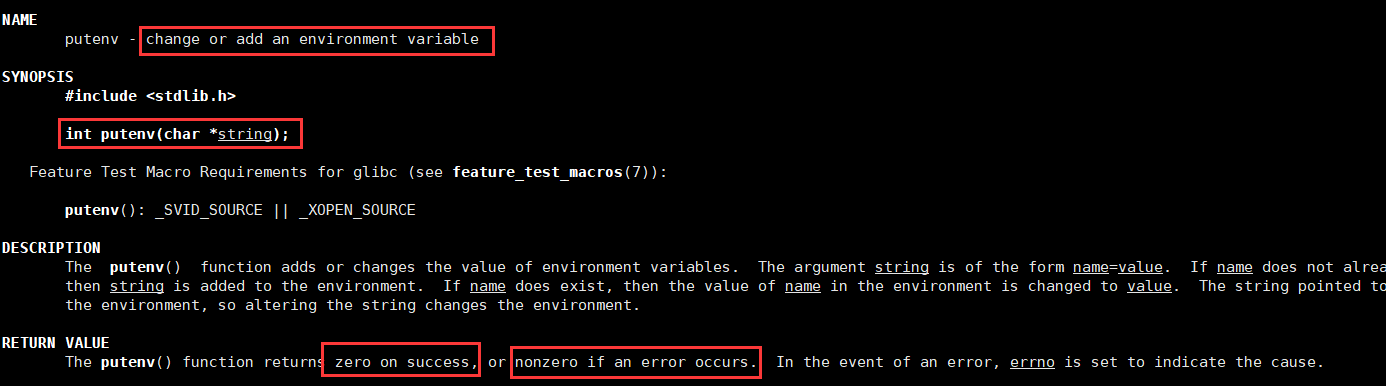 NAME
putenv - change or add an environment variable
SYNOPSIS
#include <stdlib.h>
int putenv(char *string);
Feature Test Macro Requirements for glibc (see feature_test_macros(7)):
putenv(): _SVID_SOURCE || _XOPEN_SOURCE
DESCRIPTION
The putenv() function adds or changes the value of environment variables. The argument string is of the form name=value. If name does not alrea
then string is added to the environment. If name does exist, then the value of name in the environment is changed to value. The string pointed to
the environment, so altering the string changes the environment.
RETURN VALUE
The putenv() function returns zero on success, or nonzero if an error occurs. In the event of an error, errno is set to indicate the cause.